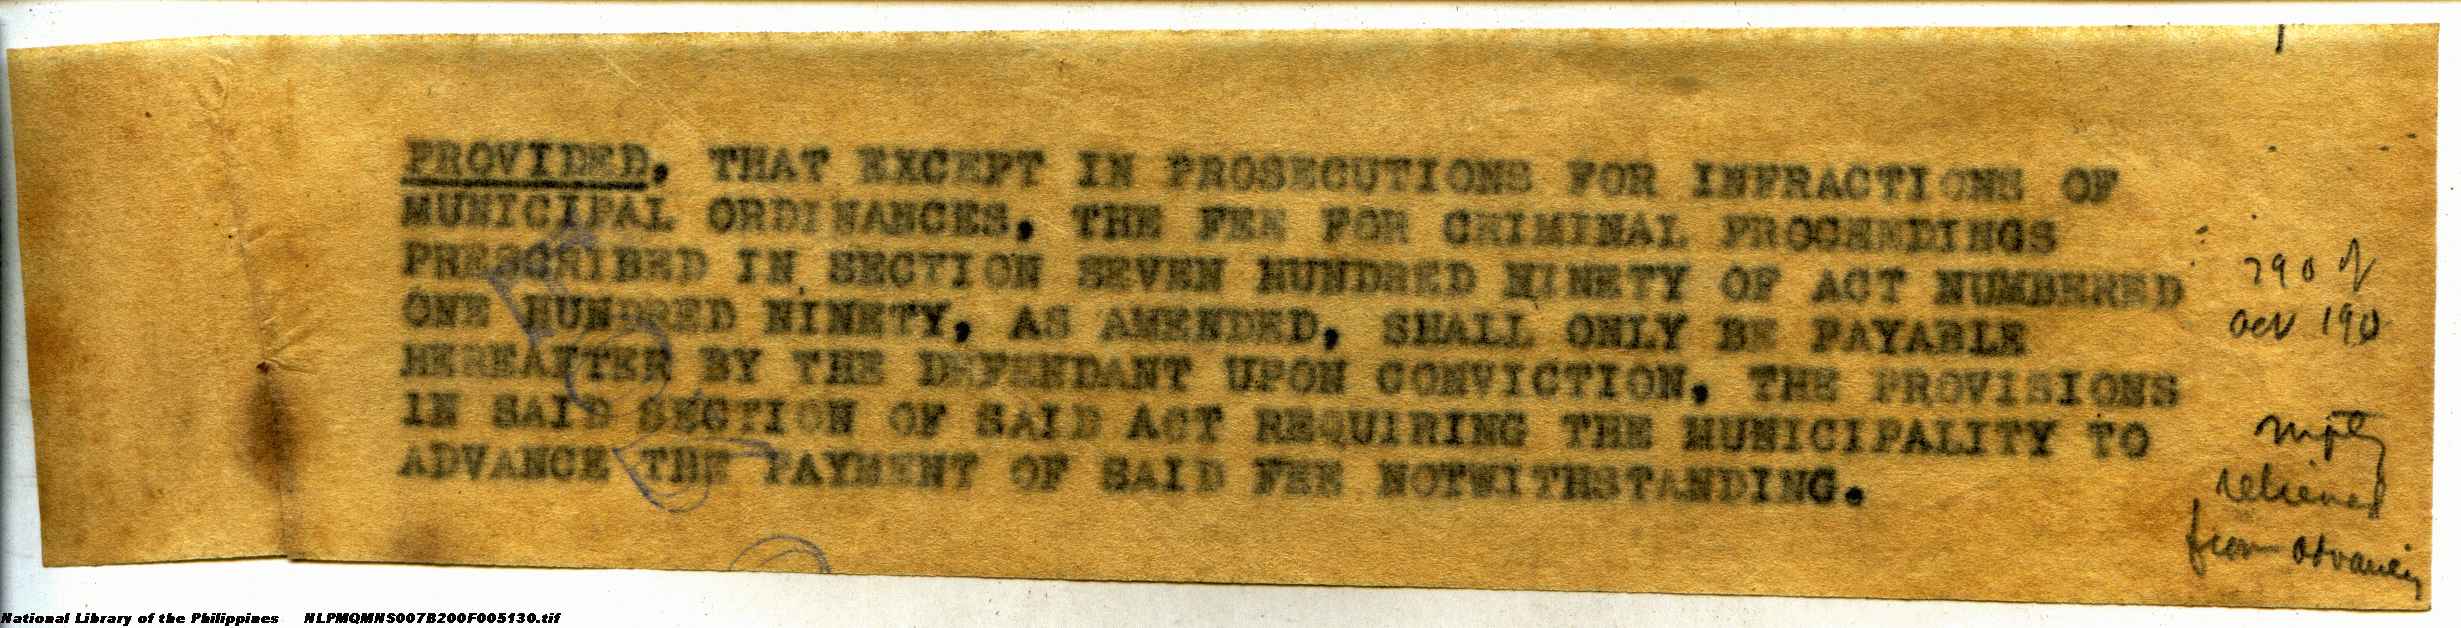 PROVIDED, THAT EXCEPT IN PROSECUTIONS FOR INFRACTIONS OF
MUNICIPAL ORDINANCES, THE FEE FOR CRIMINAL PROCEEDINGS
PRESCRIBED IN SECTION SEVEN HUNDRED NINETY OF ACT NUMBERED
ONE HUNDRED NINETY, AS AMENDED, SHALL ONLY BE PAYABLE
HEREAFTER BY THE DEFENDANT UPON CONVICTION, THE PROVISIONS
IN SAID SECTION OF SAID ACT REQUIRING THE MUNICIPALITY TO
ADVANCE THE PAYMENT OF SAID FEE NOTWITHSTANDING.
790 of
Act 190
relieved
from
National Library of the Philippines NLPMQMNS007B200F005130.tif